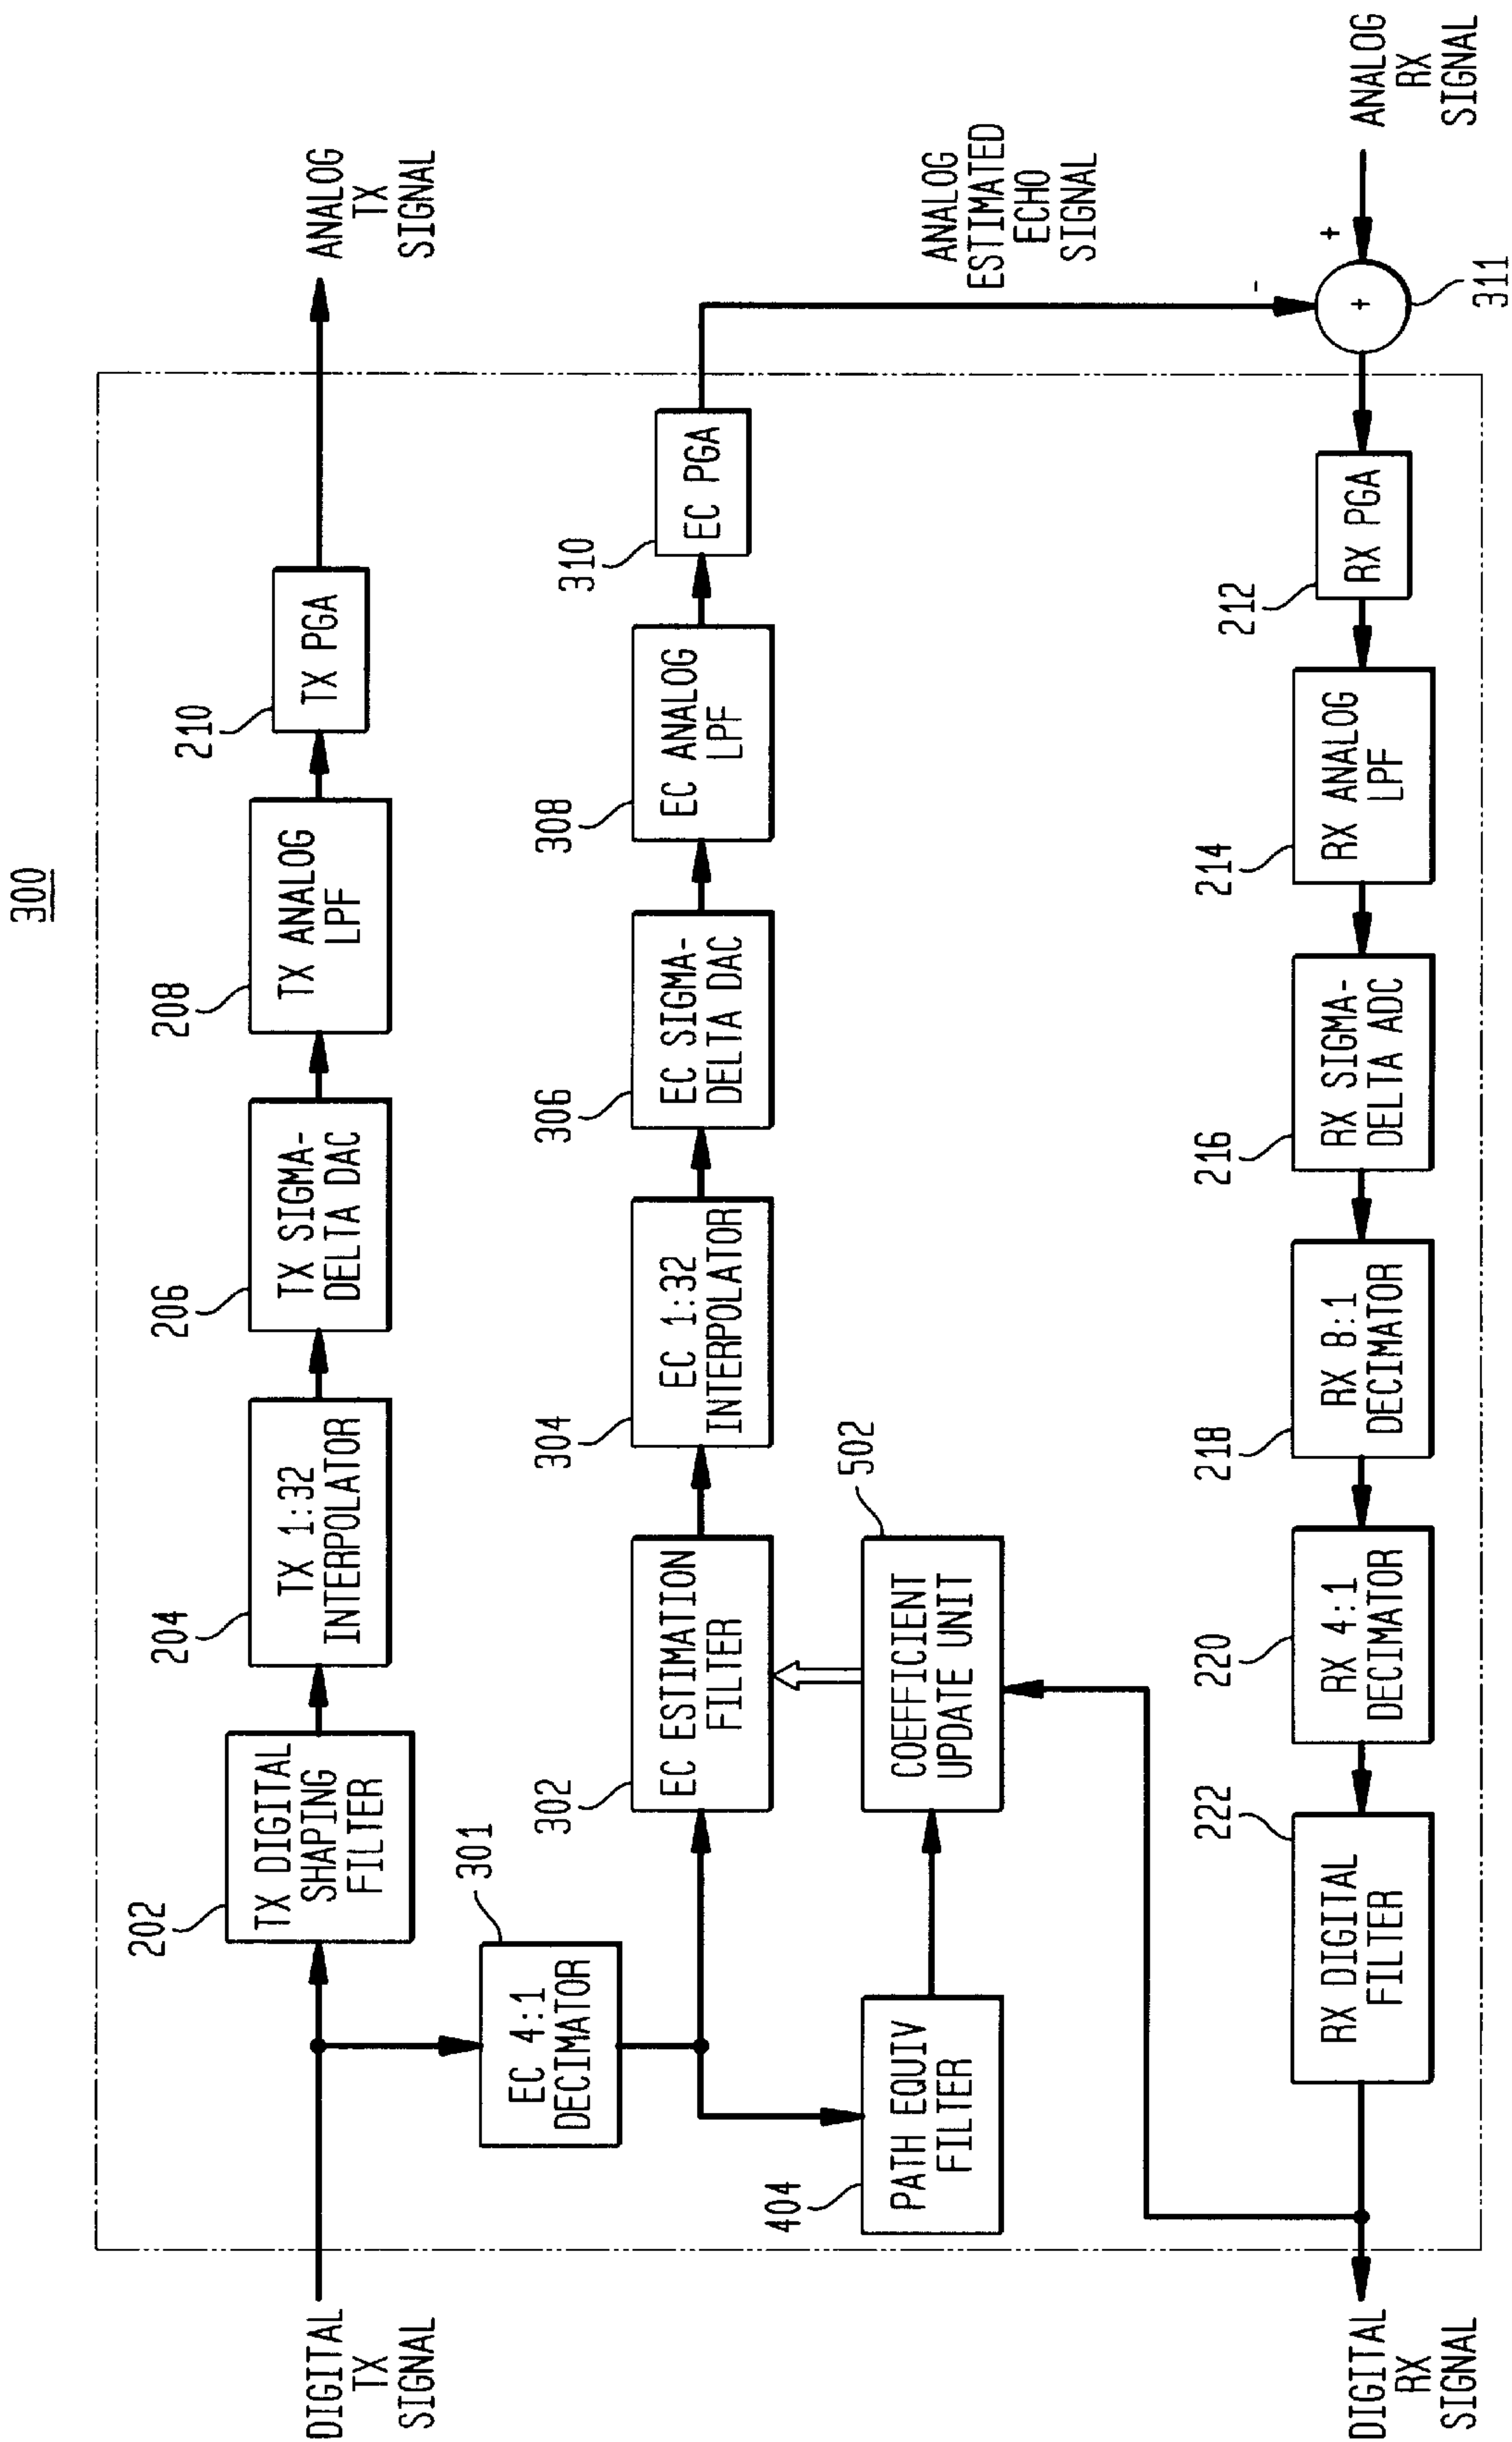 300
DIGITAL
TX
SIGNAL
202
TX DIGITAL
SHAPING
FILTER
204
TX 1:32
INTERPOLATOR
206
TX SIGMA-
DELTA DAC
208
TX ANALOG
LPF
210
TX PGA
ANALOG
TX
SIGNAL
301
EC 4:1
DECIMATOR
302
EC ESTIMATION
FILTER
304
EC 1:32
INTERPOLATOR
306
EC SIGMA-
DELTA DAC
308
EC ANALOG
LPF
310
EC PGA
ANALOG
ESTIMATED
ECHO
SIGNAL
404
PATH EQUIV
FILTER
502
COEFFICIENT
UPDATE UNIT
DIGITAL
RX
SIGNAL
222
RX DIGITAL
FILTER
220
RX 4:1
DECIMATOR
218
RX 8:1
DECIMATOR
216
RX SIGMA-
DELTA ADC
214
RX ANALOG
LPF
212
RX PGA
-
+
+
311
ANALOG
RX
SIGNAL